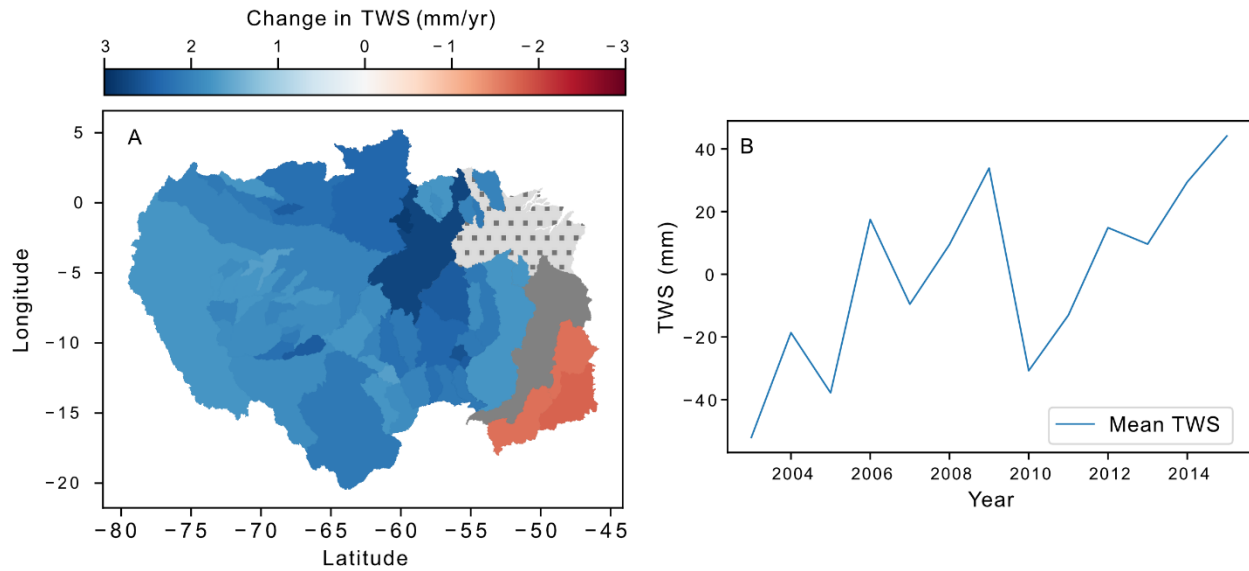 Change in TWS (mm/yr)
3 2 1 0 −1 −2 −3
A
5
0
−5
−10
−15
−20
Longitude
−80 −75 −70 −65 −60 −55 −50 −45
Latitude
B
40
20
0
−20
−40
TWS (mm)
Mean TWS
2004 2006 2008 2010 2012 2014
Year